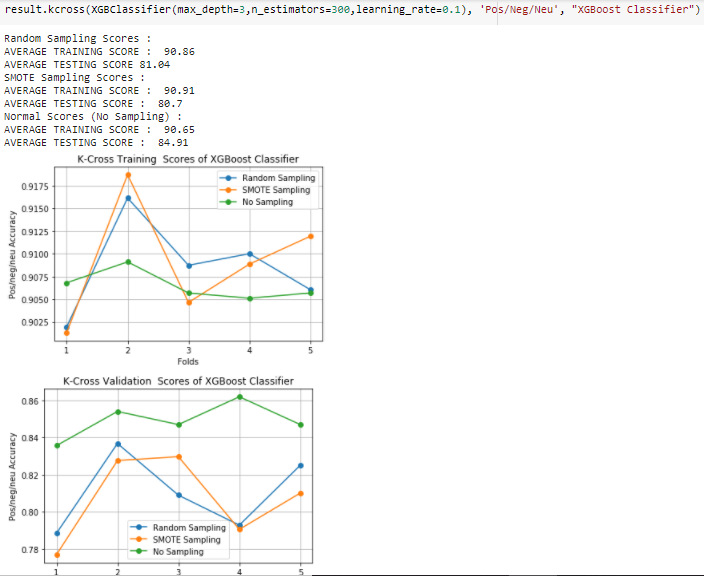 result.kcross(XGBClassifier(max_depth=3,n_estimators=300,learning_rate=0.1), 'Pos/Neg/Neu', "XGBoost Classifier")
Random Sampling Scores :
AVERAGE TRAINING SCORE :  90.86
AVERAGE TESTING SCORE 81.04
SMOTE Sampling Scores :
AVERAGE TRAINING SCORE :  90.91
AVERAGE TESTING SCORE :  80.7
Normal Scores (No Sampling) :
AVERAGE TRAINING SCORE :  90.65
AVERAGE TESTING SCORE :  84.91
K-Cross Training  Scores of XGBoost Classifier
Random Sampling
SMOTE Sampling
No Sampling
0.9175
0.9150
0.9125
0.9100
0.9075
0.9050
0.9025
Pos/neg/neu Accuracy
1 2 3 4 5
Folds
K-Cross Validation  Scores of XGBoost Classifier
0.86
0.84
0.82
0.80
0.78
Pos/neg/neu Accuracy
Random Sampling
SMOTE Sampling
No Sampling
1 2 3 4 5